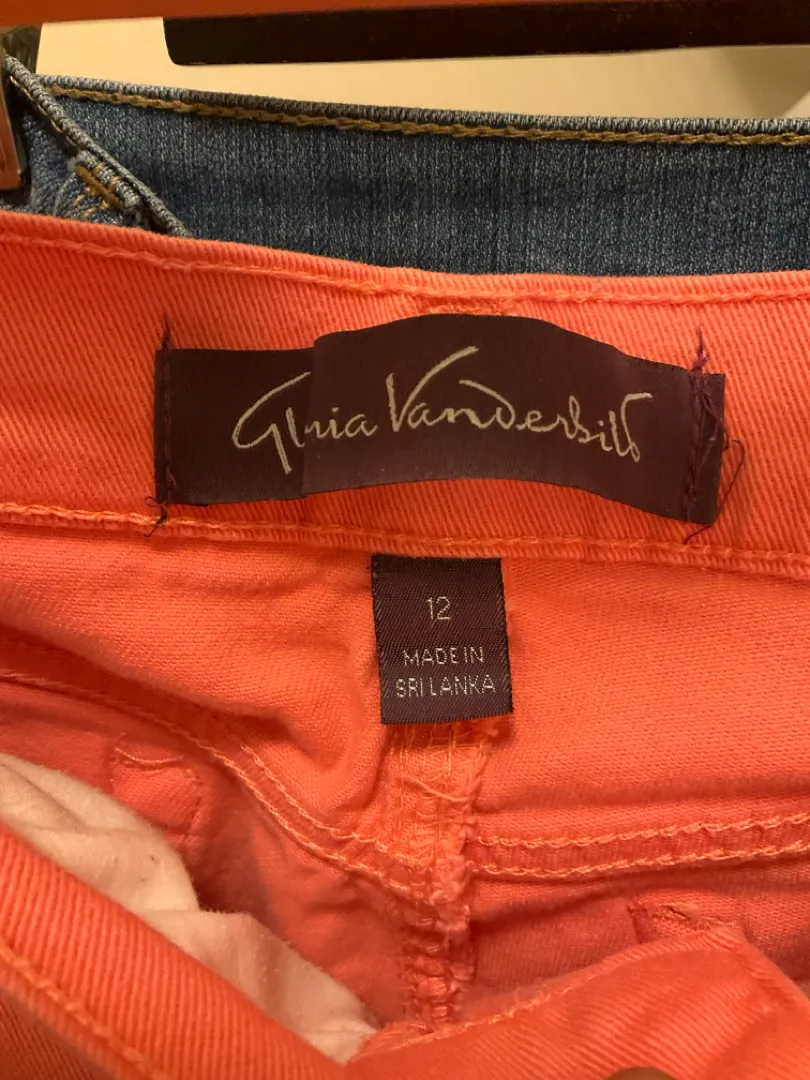 Gloria Vanderbilt
12
MADE IN
SRI LANKA